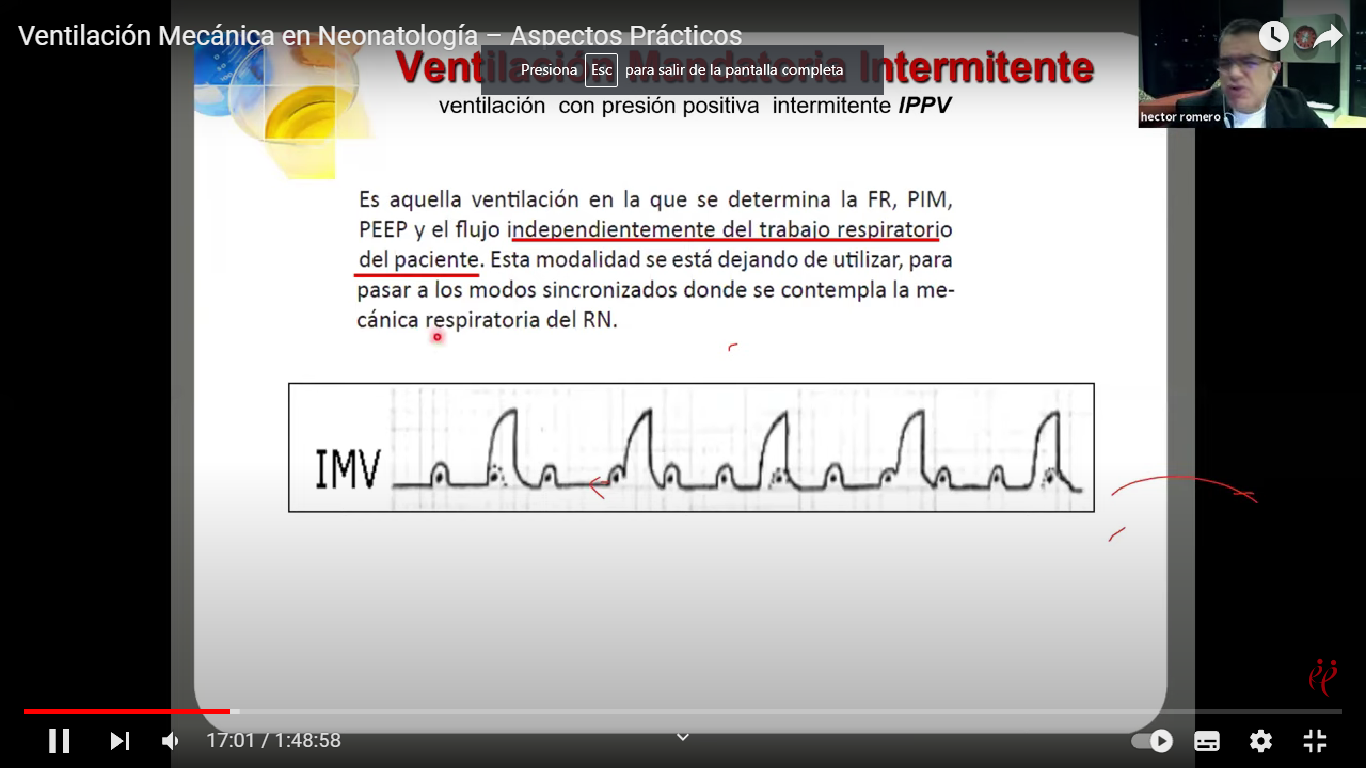 Ventilación Mecánica en Neonatología – Aspectos Prácticos
Ventilación Mandatoria Intermitente
Presiona Esc para salir de la pantalla completa
ventilación con presión positiva intermitente IPPV
hector romero
Es aquella ventilación en la que se determina la FR, PIM,
PEEP y el flujo independientemente del trabajo respiratorio
del paciente. Esta modalidad se está dejando de utilizar, para
pasar a los modos sincronizados donde se contempla la me-
cánica respiratoria del RN.
IMV
17:01 / 1:48:58